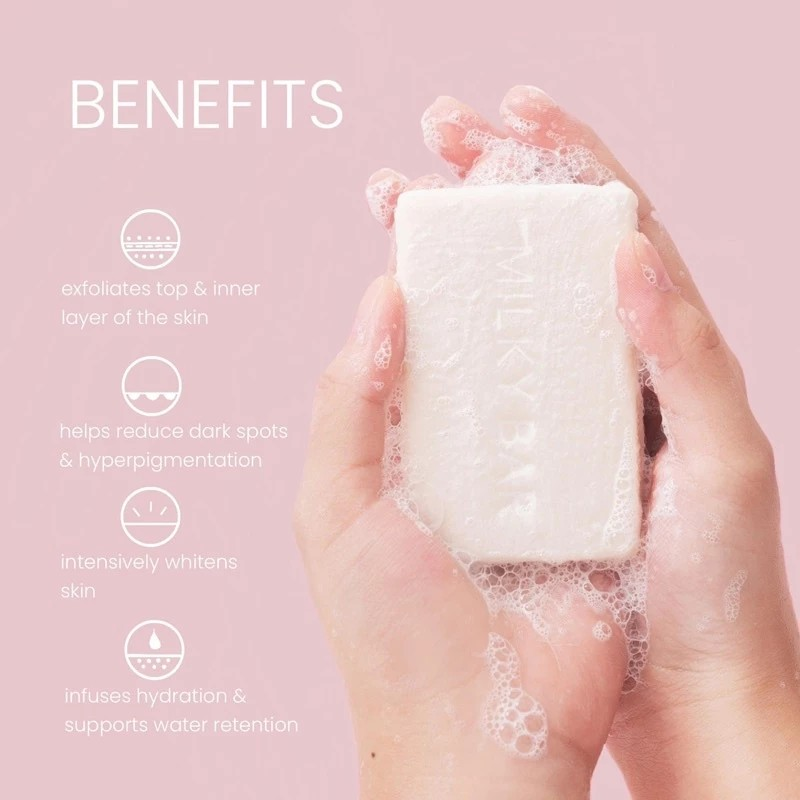 BENEFITS
exfoliates top & inner
layer of the skin
helps reduce dark spots
& hyperpigmentation
intensively whitens
skin
infuses hydration &
supports water retention
MILKY BAR